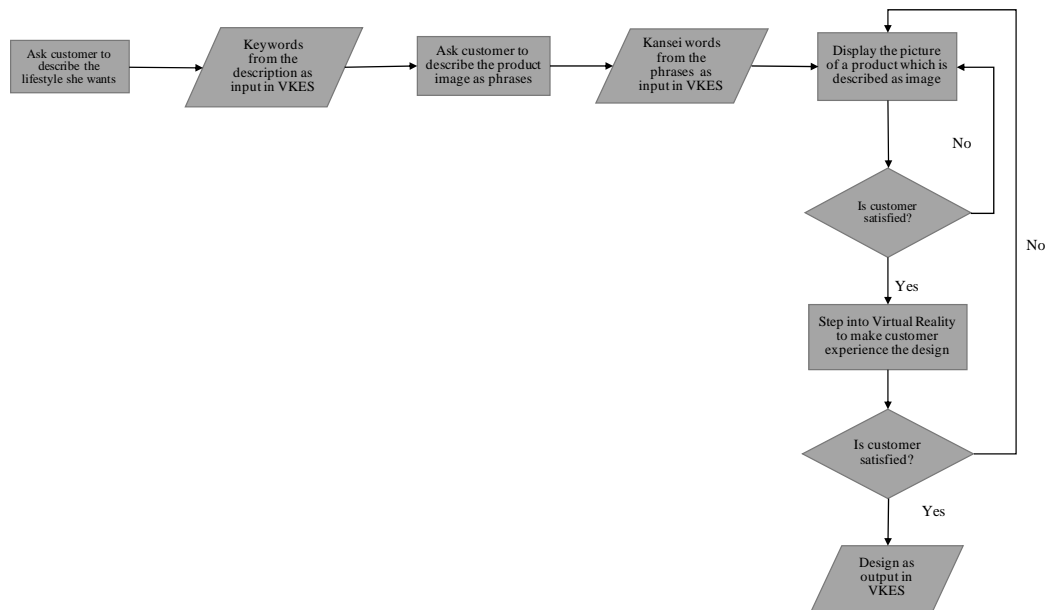 Ask customer to
describe the
lifestyle she wants
Keywords
from the
description as
input in VKES
Ask customer to
describe the product
image as phrases
Kansei words
from the
phrases as
input in VKES
Display the picture
of a product which is
described as image
No
Is customer
satisfied?
No
Yes
Step into Virtual Reality
to make customer
experience the design
Is customer
satisfied?
Yes
Design as
output in
VKES